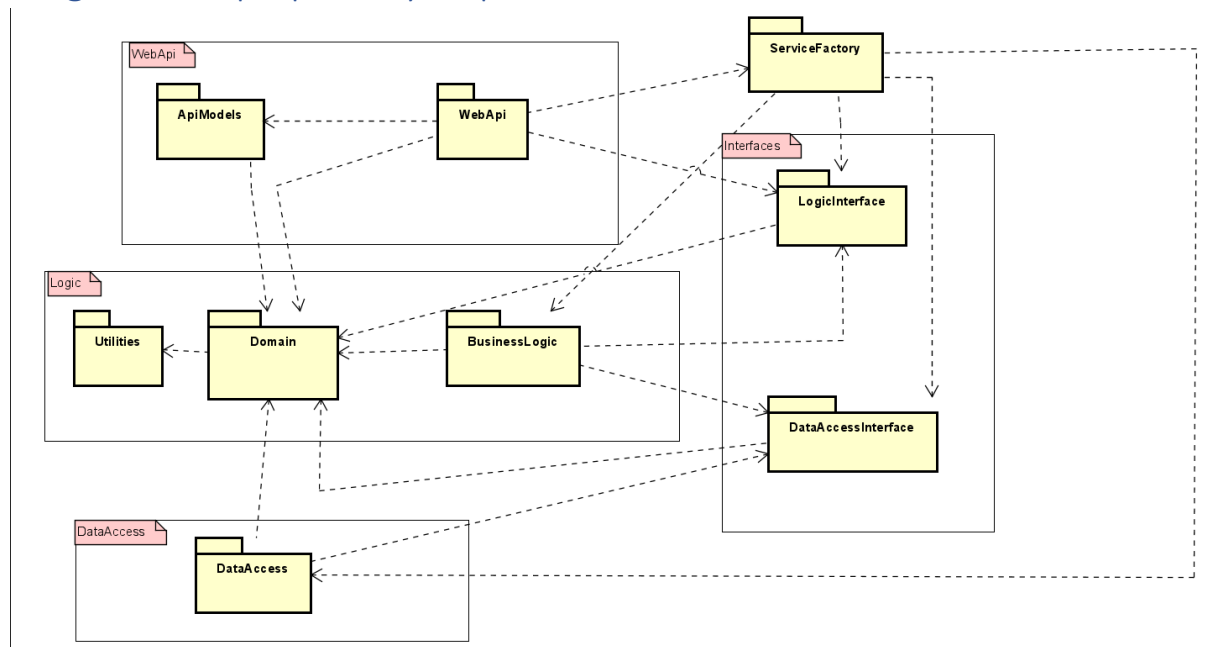 ServiceFactory
WebApi
ApiModels
WebApi
Interfaces
LogicInterface
Logic
Utilities
Domain
BusinessLogic
DataAccessInterface
DataAccess
DataAccess